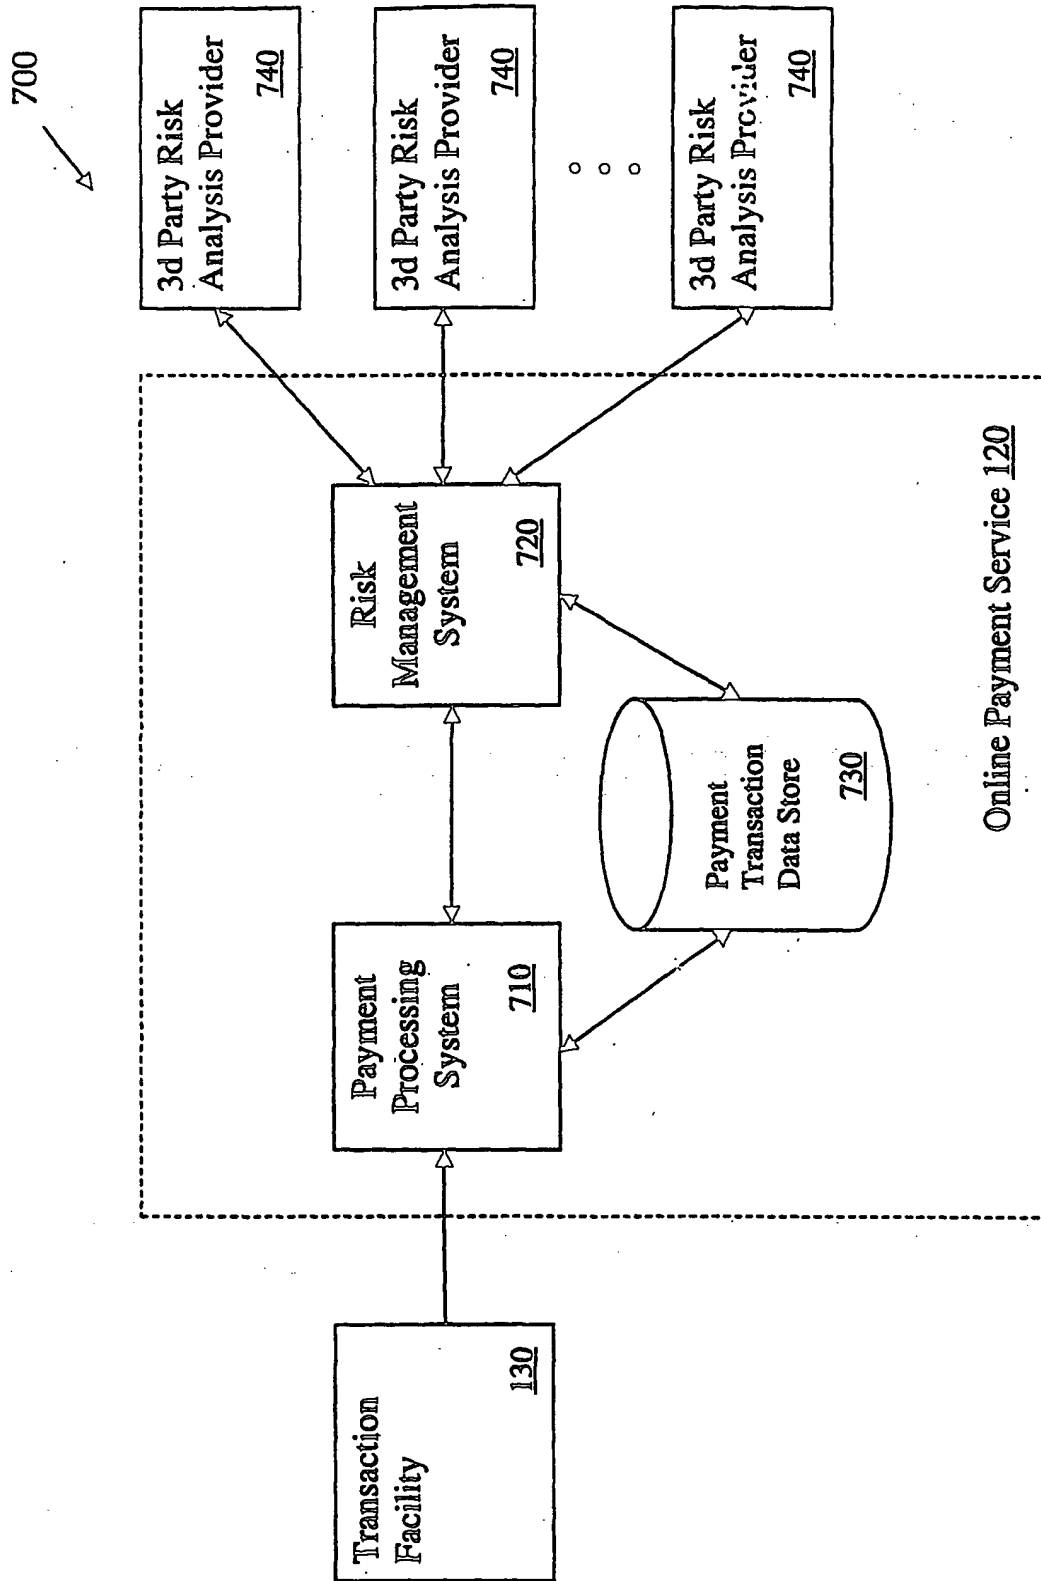 700
3d Party Risk
Analysis Provider
740
3d Party Risk
Analysis Provider
740
3d Party Risk
Analysis Provider
740
Risk
Management
System
720
Payment
Processing
System
710
Payment
Transaction
Data Store
730
Transaction
Facility
130
Online Payment Service 120